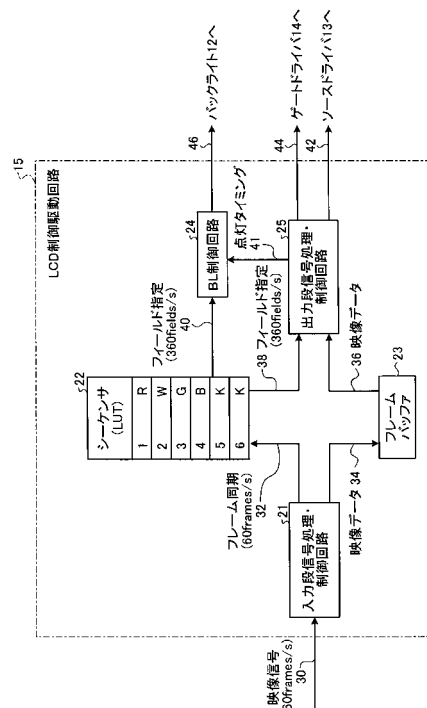 15
LCD制御駆動回路
映像信号
60frames/s)
30
21
入力段信号処理・
制御回路
フレーム同期
(60frames/s)
32
映像データ 34
22
シーケンサ
(LUT)
1 R
2 W
3 G
4 B
5 K
6 K
23
フレーム
バッファ
フィールド指定
(360fields/s)
40
38 フィールド指定
(360fields/s)
36 映像データ
24
BL制御回路
点灯タイミング
41
25
出力段信号処理・
制御回路
46
バックライト12へ
44
ゲートドライバ14へ
42
ソースドライバ13へ